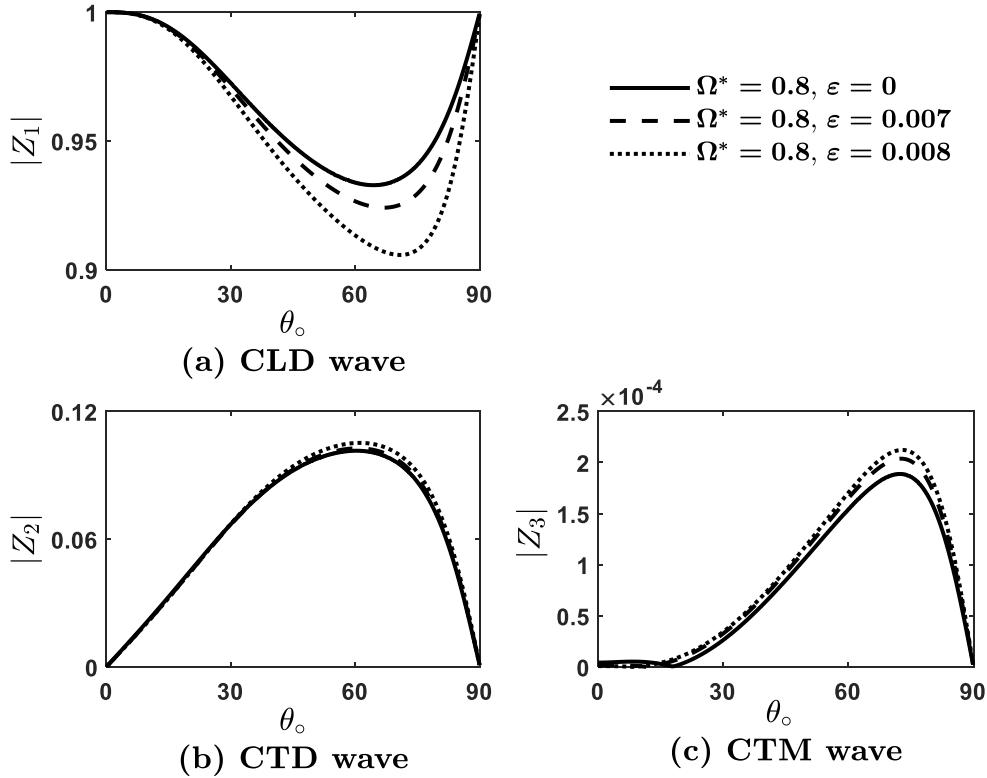 1
0.95
0.9
|Z₁|
0 30 60 90
θ∘
(a) CLD wave
Ω* = 0.8, ε = 0
Ω* = 0.8, ε = 0.007
Ω* = 0.8, ε = 0.008
0.12
0.06
0
|Z₂|
0 30 60 90
θ∘
(b) CTD wave
×10⁻⁴
2.5
2
1.5
1
0.5
0
|Z₃|
0 30 60 90
θ∘
(c) CTM wave